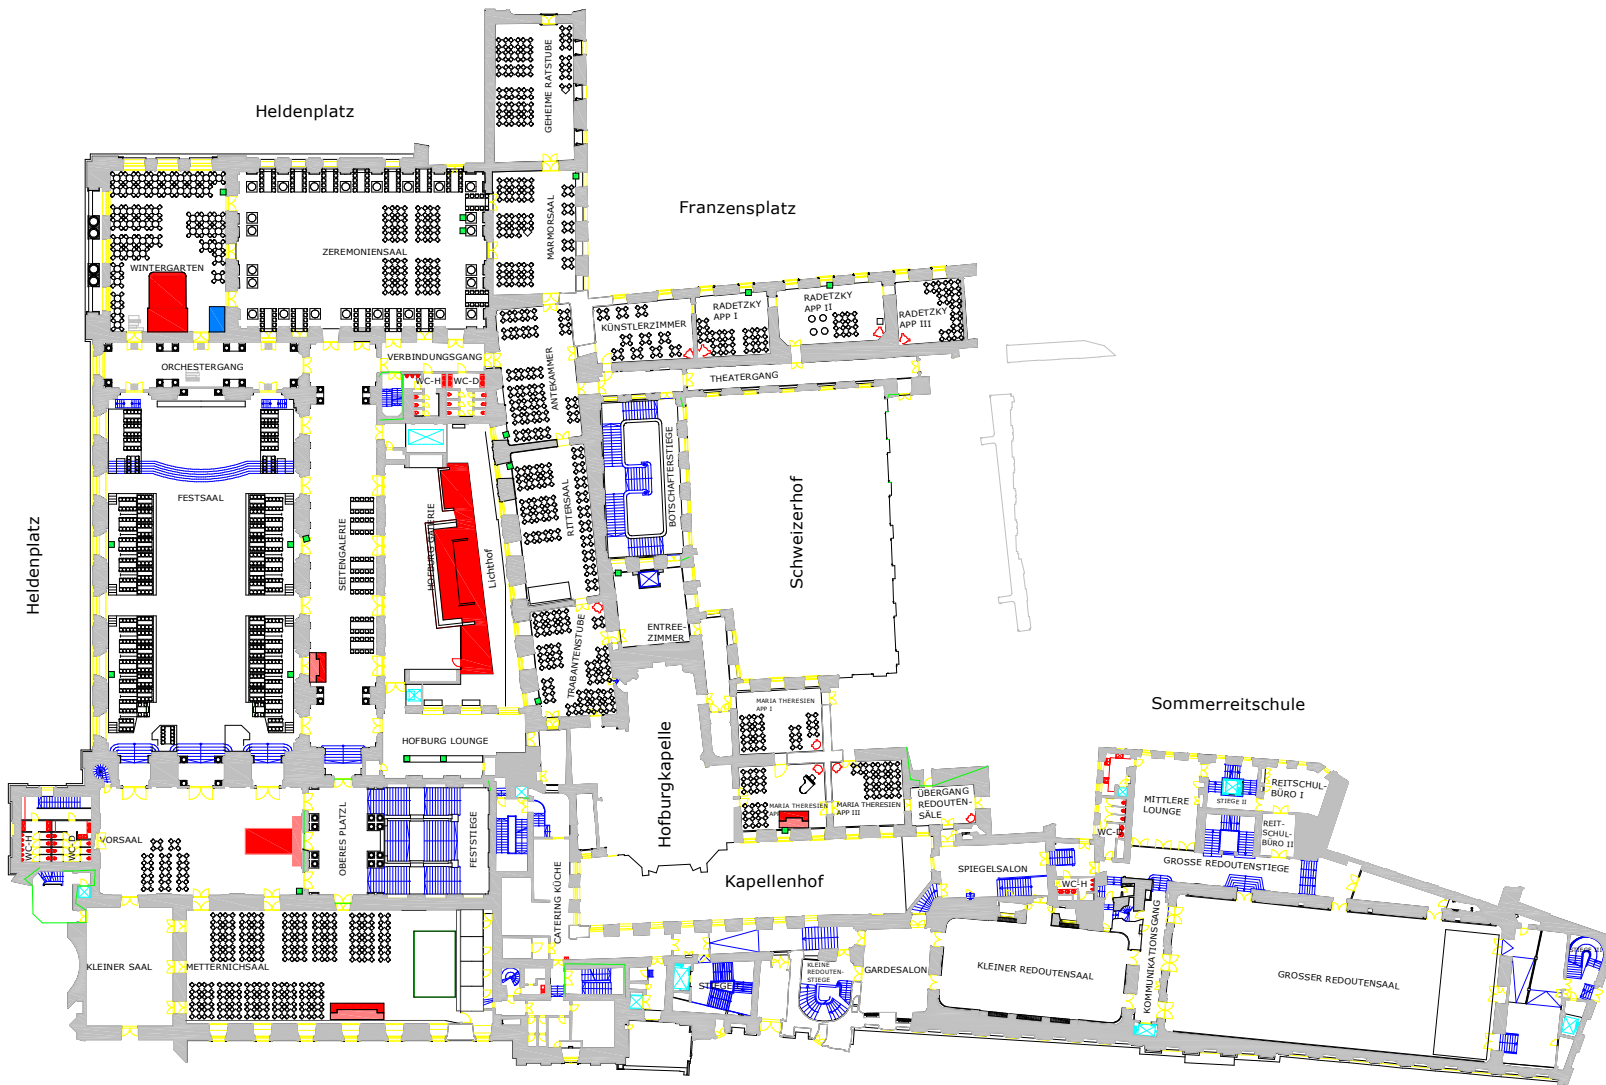 Heldenplatz
GEHEIME RATSTUBE
Franzensplatz
MARMORSAAL
ZEREMONIENSAAL
WINTERGARTEN
RADETZKY
APP I
RADETZKY
APP II
RADETZKY
APP III
KÜNSTLERZIMMER
VERBINDUNGSGANG
ORCHESTERGANG
WC-H
WC-D
THEATERGANG
ANTEKAMMER
BOTSCHAFTERSTIEGE
FESTSAAL
Heldenplatz
SEITENGALERIE
HOFBURG GALERIE
Lichthof
RITTERSAAL
Schweizerhof
ENTREE-
ZIMMER
TRABANTENSTUBE
MARIA THERESIEN
APP I
Sommerreitschule
HOFBURG LOUNGE
Hofburgkapelle
MARIA THERESIEN
MARIA THERESIEN
APP III
ÜBERGANG
REDOUTEN-
SÄLE
REITSCHUL-
BÜRO I
MITTLERE
LOUNGE
STIEGE II
REIT-
SCHUL-
BÜRO II
WC-H
WC-D
VORSAAL
OBERES PLATZL
FESTSTIEGE
WC-D
GROSSE REDOUTENSTIEGE
SPIEGELSALON
WC-H
Kapellenhof
CATERING KÜCHE
KOMMUNIKATIONSGANG
KLEINER SAAL
METTERNICHSAAL
STIEGE
KLEINE
REDOUTEN-
STIEGE
GARDESALON
KLEINER REDOUTENSAAL
GROSSER REDOUTENSAAL
STIEGE III